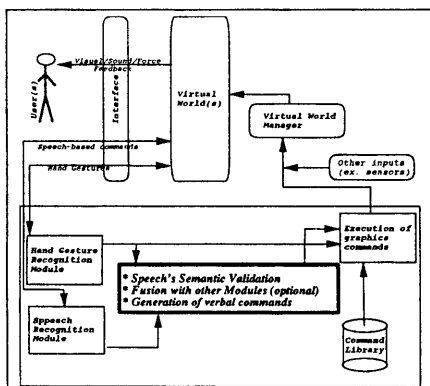 Visual/Sound/Force
Feedback
User(s)
Interface
Virtual
World(s)
Virtual World
Manager
Speech-based commands
Hand Gestures
Other inputs
(ex. sensors)
Hand Gesture
Recognition
Module
Execution of
graphics
commands
* Speech's Semantic Validation
* Fusion with other Modules (optional)
* Generation of verbal commands
Sppeach
Recognition
Module
Command
Library